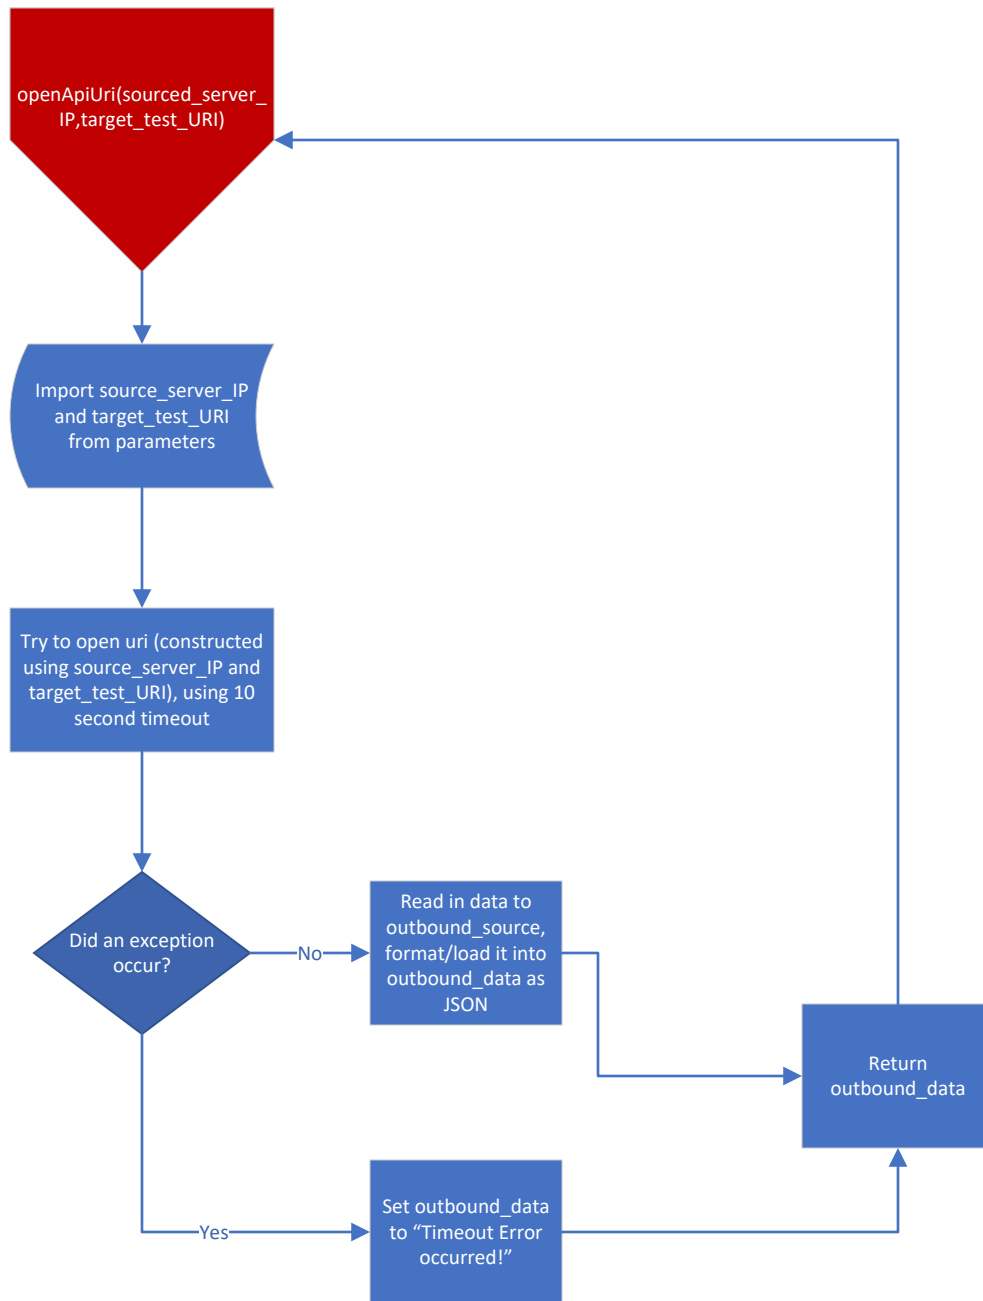 openApiUri(sourced_server_
IP,target_test_URI)
Import source_server_IP
and target_test_URI
from parameters
Try to open uri (constructed
using source_server_IP and
target_test_URI), using 10
second timeout
Did an exception
occur?
No
Read in data to
outbound_source,
format/load it into
outbound_data as
JSON
Return
outbound_data
Yes
Set outbound_data
to “Timeout Error
occurred!”